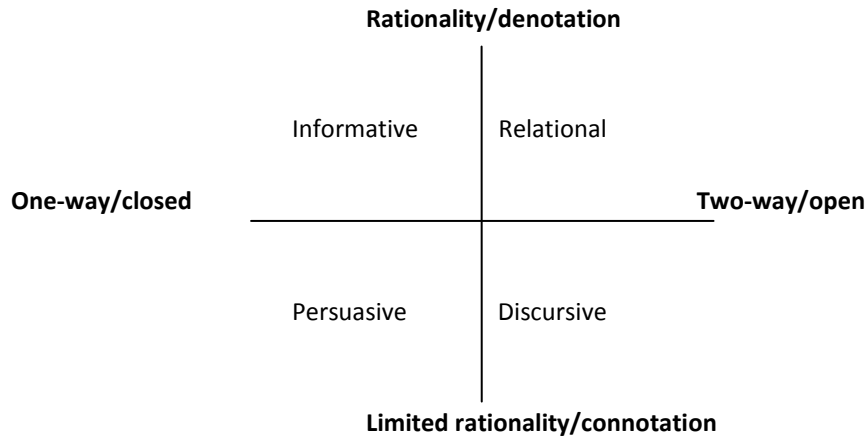 Rationality/denotation
Informative Relational
One-way/closed Two-way/open
Persuasive Discursive
Limited rationality/connotation